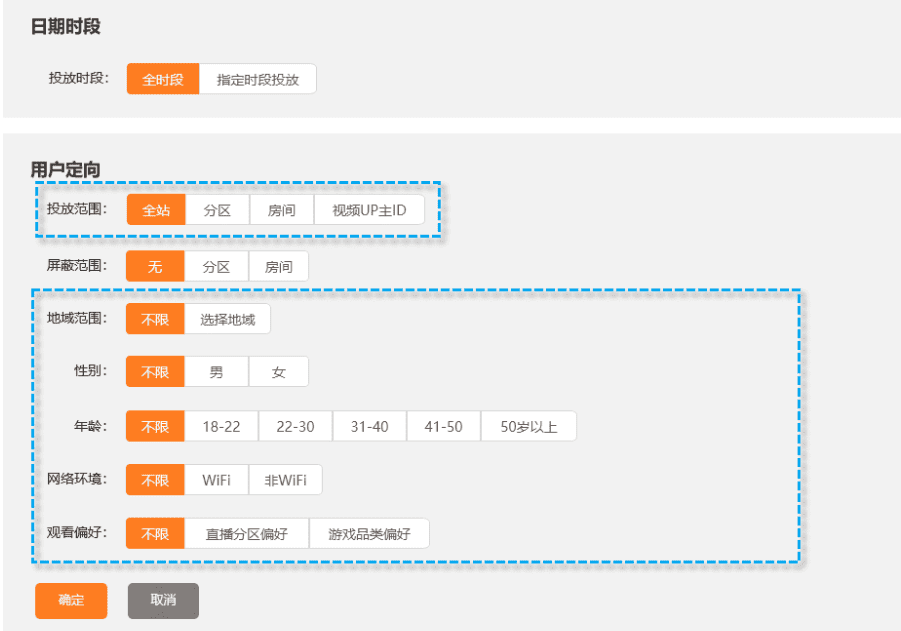 日期时段
投放时段: 全时段 指定时段投放
用户定向
投放范围: 全站 分区 房间 视频UP主ID
屏蔽范围: 无 分区 房间
地域范围: 不限 选择地域
性别: 不限 男 女
年龄: 不限 18-22 22-30 31-40 41-50 50岁以上
网络环境: 不限 WiFi 非WiFi
观看偏好: 不限 直播分区偏好 游戏品类偏好
确定 取消